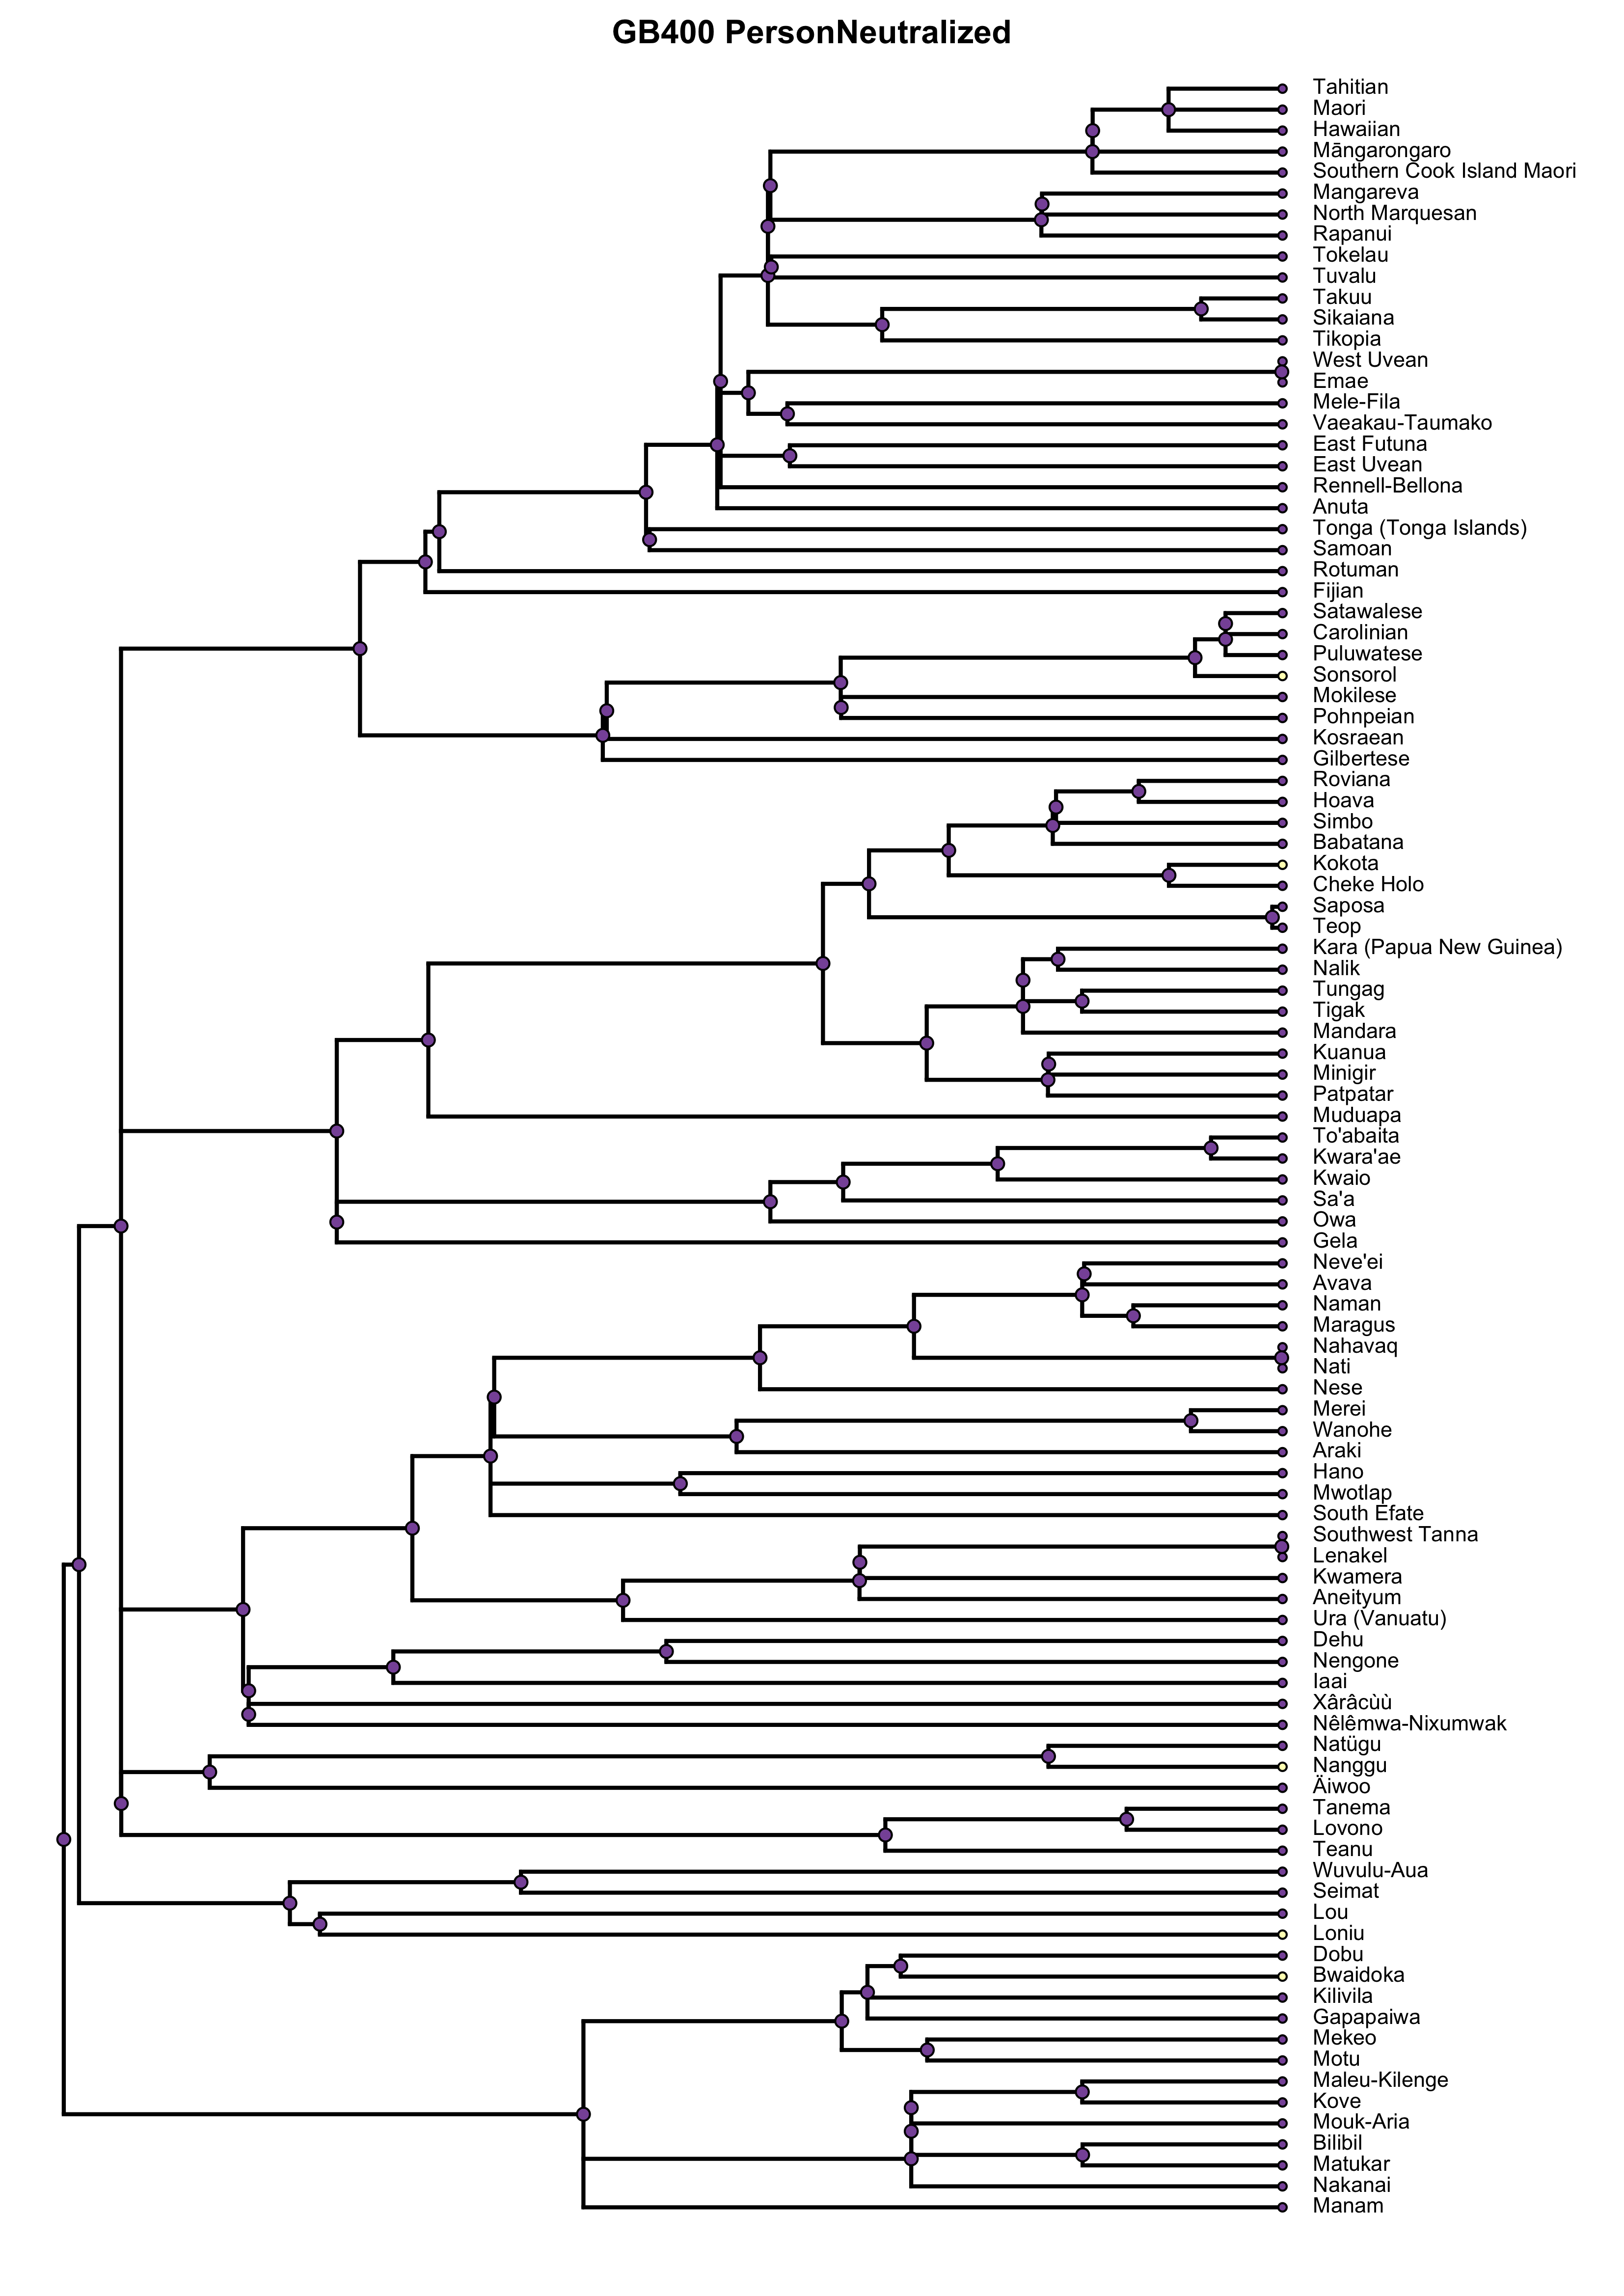 GB400 PersonNeutralized
Tahitian
Maori
Hawaiian
Māngarongaro
Southern Cook Island Maori
Mangareva
North Marquesan
Rapanui
Tokelau
Tuvalu
Takuu
Sikaiana
Tikopia
West Uvean
Emae
Mele-Fila
Vaeakau-Taumako
East Futuna
East Uvean
Rennell-Bellona
Anuta
Tonga (Tonga Islands)
Samoan
Rotuman
Fijian
Satawalese
Carolinian
Puluwatese
Sonsorol
Mokilese
Pohnpeian
Kosraean
Gilbertese
Roviana
Hoava
Simbo
Babatana
Kokota
Cheke Holo
Saposa
Teop
Kara (Papua New Guinea)
Nalik
Tungag
Tigak
Mandara
Kuanua
Minigir
Patpatar
Muduapa
To'abaita
Kwara'ae
Kwaio
Sa'a
Owa
Gela
Neve'ei
Avava
Naman
Maragus
Nahavaq
Nati
Nese
Merei
Wanohe
Araki
Hano
Mwotlap
South Efate
Southwest Tanna
Lenakel
Kwamera
Aneityum
Ura (Vanuatu)
Dehu
Nengone
Iaai
Xârâcùù
Nêlêmwa-Nixumwak
Natügu
Nanggu
Äiwoo
Tanema
Lovono
Teanu
Wuvulu-Aua
Seimat
Lou
Loniu
Dobu
Bwaidoka
Kilivila
Gapapaiwa
Mekeo
Motu
Maleu-Kilenge
Kove
Mouk-Aria
Bilibil
Matukar
Nakanai
Manam